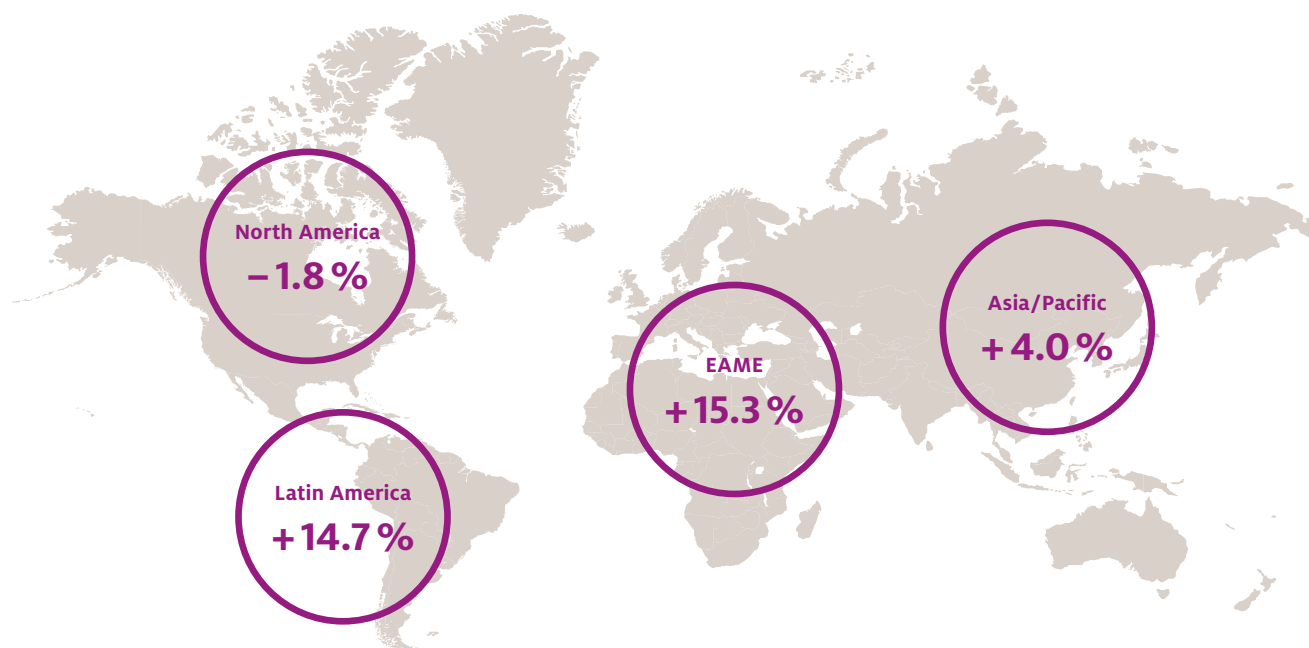 North America
– 1.8 %
Asia/Pacific
+ 4.0 %
EAME
+ 15.3 %
Latin America
+ 14.7 %